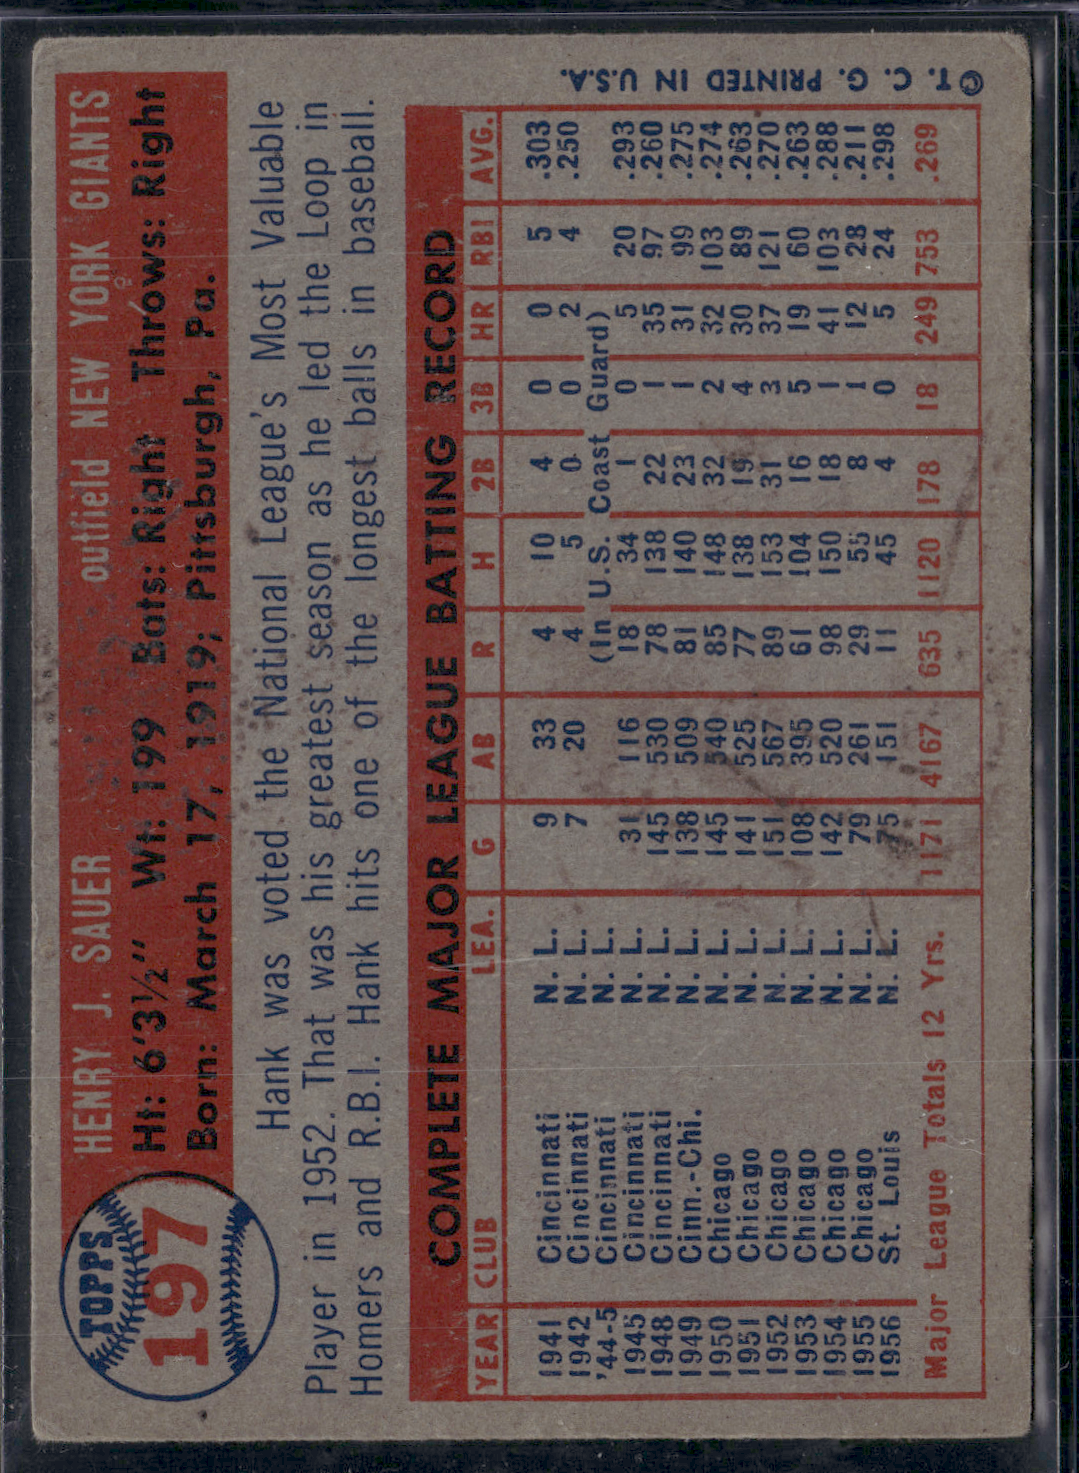 TOPPS
197
HENRY J. SAUER outfield NEW YORK GIANTS
Ht: 6'3½" Wt: 199 Bats: Right Throws: Right
Born: March 17, 1919; Pittsburgh, Pa.
Hank was voted the National League's Most Valuable
Player in 1952. That was his greatest season as he led the Loop in
Homers and R.B.I. Hank hits one of the longest balls in baseball.
COMPLETE MAJOR LEAGUE BATTING RECORD
YEAR CLUB LEA. G AB R H 2B 3B HR RBI AVG.
1941 Cincinnati N. L. 9 33 4 10 4 0 0 5 .303
1942 Cincinnati N. L. 7 20 4 5 0 0 2 4 .250
'44-5 Cincinnati N. L. (In U.S. Coast Guard)
1945 Cincinnati N. L. 31 116 18 34 1 0 5 20 .293
1948 Cincinnati N. L. 145 530 78 138 22 1 35 97 .260
1949 Cinn.-Chi. N. L. 138 509 81 140 23 1 31 99 .275
1950 Chicago N. L. 145 540 85 148 32 2 32 103 .274
1951 Chicago N. L. 141 525 77 138 19 4 30 89 .263
1952 Chicago N. L. 151 567 89 153 31 3 37 121 .270
1953 Chicago N. L. 108 395 61 104 16 5 19 60 .263
1954 Chicago N. L. 142 520 98 150 18 1 41 103 .288
1955 Chicago N. L. 79 261 29 55 8 1 12 28 .211
1956 St. Louis N. L. 75 151 11 45 4 0 5 24 .298
Major League Totals 12 Yrs. 1171 4167 635 1120 178 18 249 753 .269
© T. C. G. PRINTED IN U.S.A.